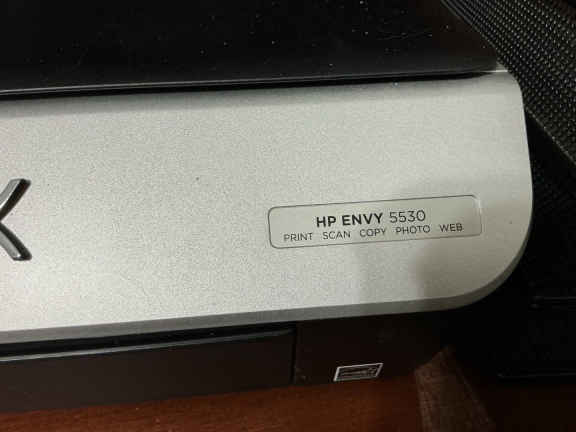 HP ENVY 5530
PRINT SCAN COPY PHOTO WEB